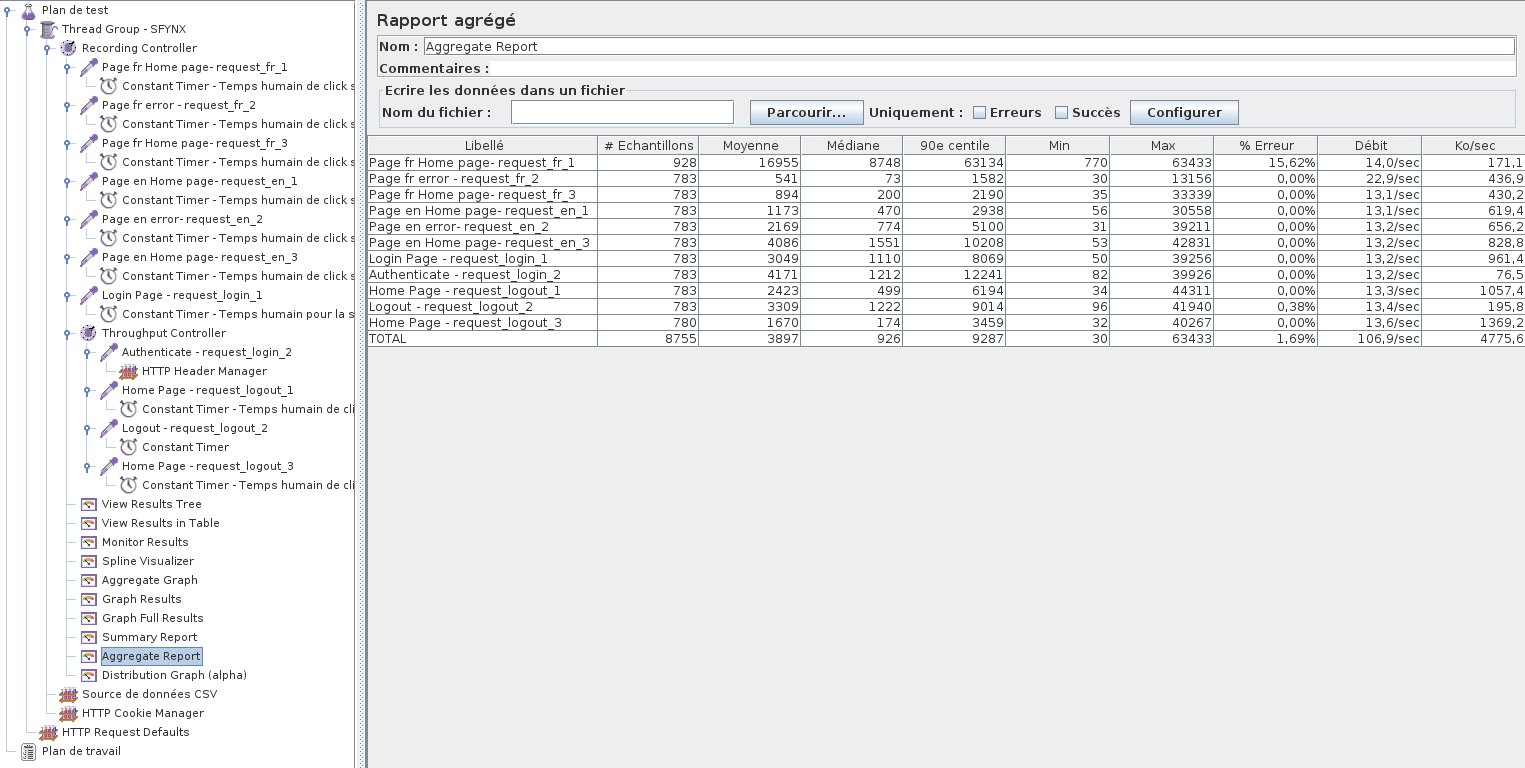 Plan de test
Thread Group - SFYNX
Recording Controller
Page fr Home page- request_fr_1
Constant Timer - Temps humain de click s
Page fr error - request_fr_2
Constant Timer - Temps humain de click s
Page fr Home page- request_fr_3
Constant Timer - Temps humain de click s
Page en Home page- request_en_1
Constant Timer - Temps humain de click s
Page en error- request_en_2
Constant Timer - Temps humain de click s
Page en Home page- request_en_3
Constant Timer - Temps humain de click s
Login Page - request_login_1
Constant Timer - Temps humain pour la s
Throughput Controller
Authenticate - request_login_2
HTTP Header Manager
Home Page - request_logout_1
Constant Timer - Temps humain de cli
Logout - request_logout_2
Constant Timer
Home Page - request_logout_3
Constant Timer - Temps humain de cli
View Results Tree
View Results in Table
Monitor Results
Spline Visualizer
Aggregate Graph
Graph Results
Graph Full Results
Summary Report
Aggregate Report
Distribution Graph (alpha)
Source de données CSV
HTTP Cookie Manager
HTTP Request Defaults
Plan de travail
Rapport agrégé
Nom : Aggregate Report
Commentaires :
Ecrire les données dans un fichier
Nom du fichier : Parcourir... Uniquement : Erreurs Succès Configurer
Libellé # Echantillons Moyenne Médiane 90e centile Min Max % Erreur Débit Ko/sec
Page fr Home page- request_fr_1 928 16955 8748 63134 770 63433 15,62% 14,0/sec 171,1
Page fr error - request_fr_2 783 541 73 1582 30 13156 0,00% 22,9/sec 436,9
Page fr Home page- request_fr_3 783 894 200 2190 35 33339 0,00% 13,1/sec 430,2
Page en Home page- request_en_1 783 1173 470 2938 56 30558 0,00% 13,1/sec 619,4
Page en error- request_en_2 783 2169 774 5100 31 39211 0,00% 13,2/sec 656,2
Page en Home page- request_en_3 783 4086 1551 10208 53 42831 0,00% 13,2/sec 828,8
Login Page - request_login_1 783 3049 1110 8069 50 39256 0,00% 13,2/sec 961,4
Authenticate - request_login_2 783 4171 1212 12241 82 39926 0,00% 13,2/sec 76,5
Home Page - request_logout_1 783 2423 499 6194 34 44311 0,00% 13,3/sec 1057,4
Logout - request_logout_2 783 3309 1222 9014 96 41940 0,38% 13,4/sec 195,8
Home Page - request_logout_3 780 1670 174 3459 32 40267 0,00% 13,6/sec 1369,2
TOTAL 8755 3897 926 9287 30 63433 1,69% 106,9/sec 4775,6